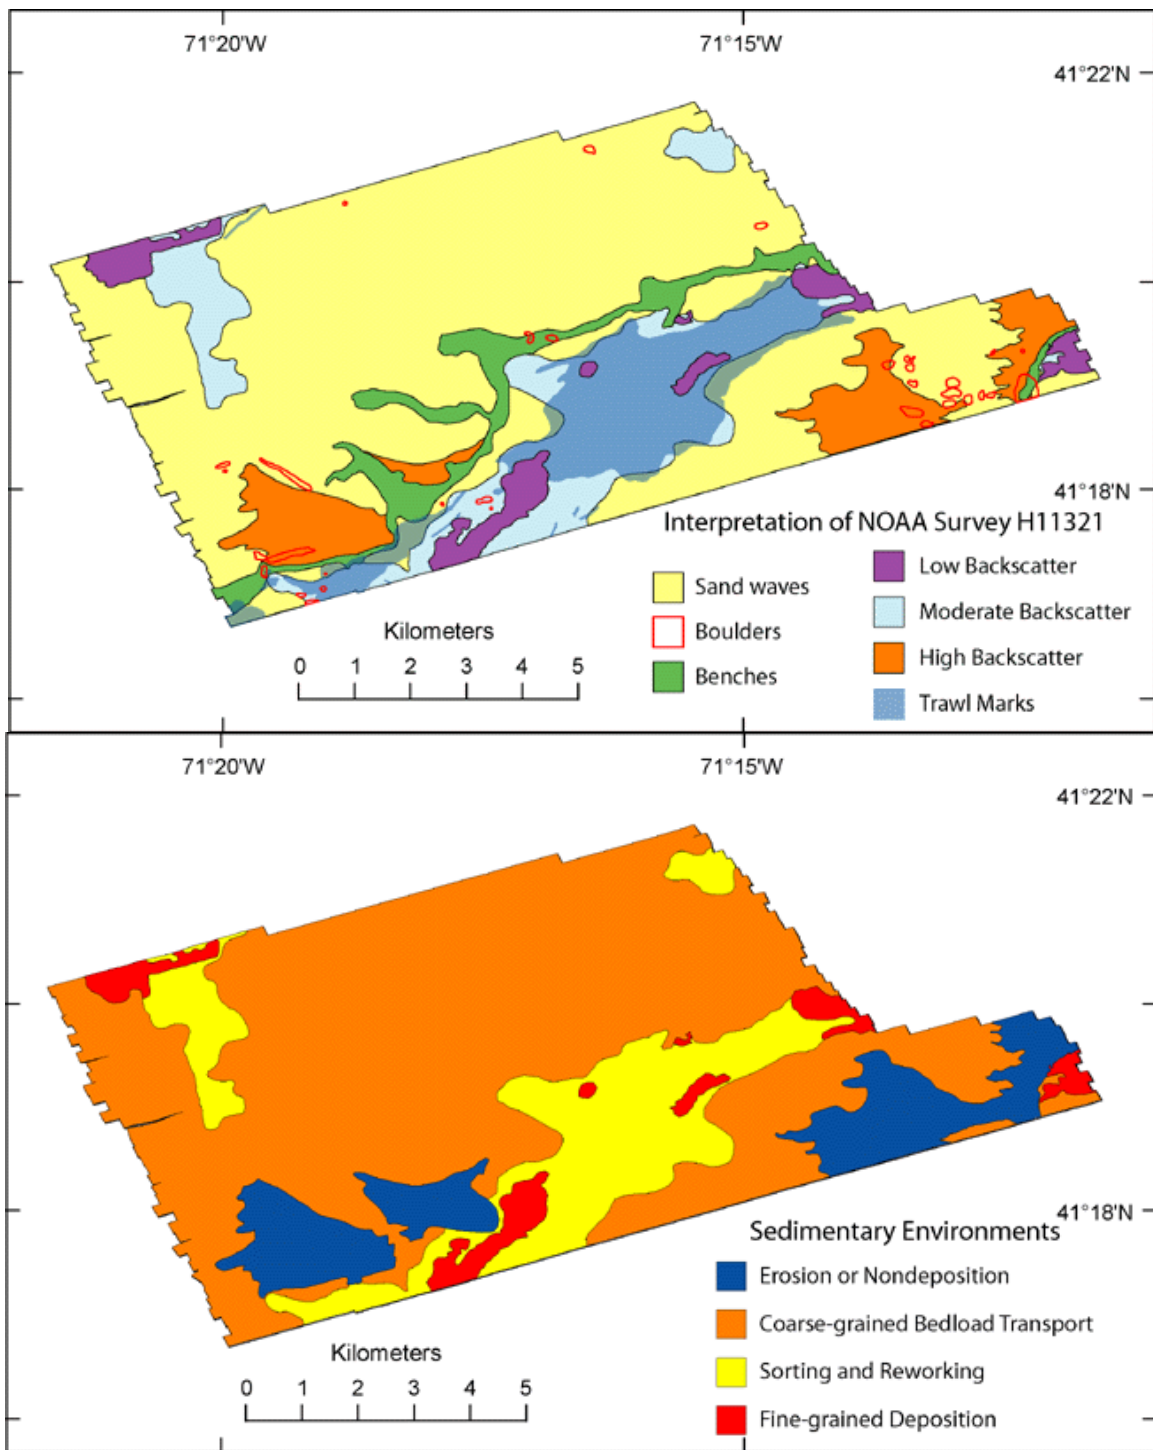 71°20'W 71°15'W
41°22'N
41°18'N
Interpretation of NOAA Survey H11321
Sand waves
Boulders
Benches
Low Backscatter
Moderate Backscatter
High Backscatter
Trawl Marks
Kilometers
0 1 2 3 4 5
71°20'W 71°15'W
41°22'N
41°18'N
Sedimentary Environments
Erosion or Nondeposition
Coarse-grained Bedload Transport
Sorting and Reworking
Fine-grained Deposition
Kilometers
0 1 2 3 4 5